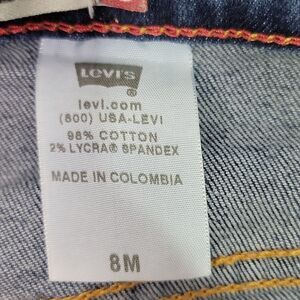 LEVI'S
levi.com
(800) USA-LEVI
98% COTTON
2% LYCRA® SPANDEX
MADE IN COLOMBIA
8M